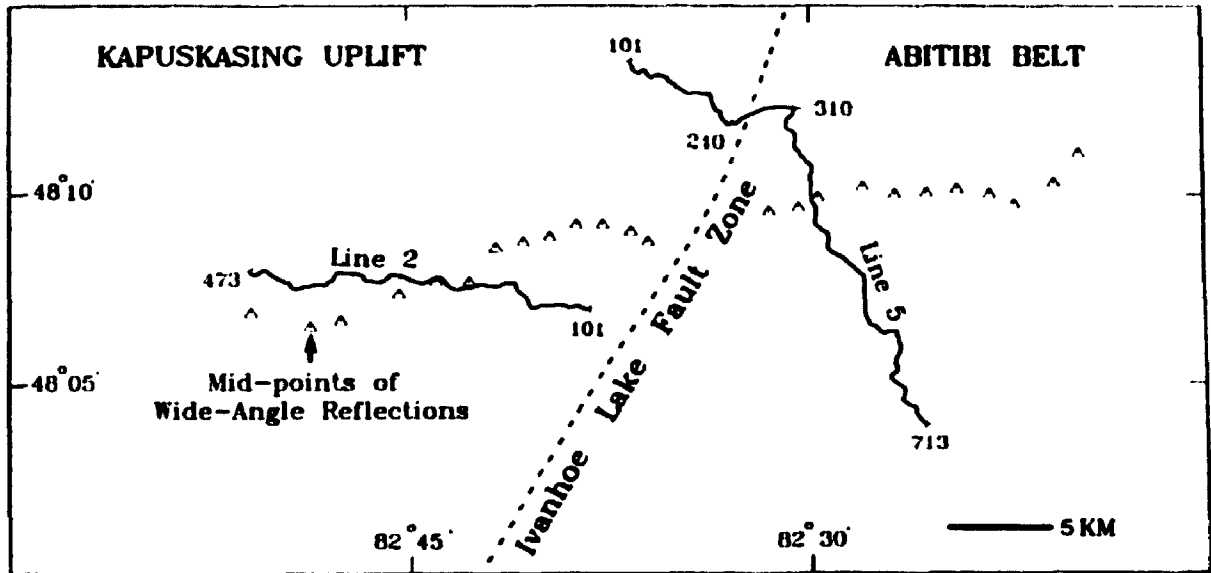 KAPUSKASING UPLIFT
ABITIBI BELT
101
310
240
48°10'
Line 2
473
101
Line 5
Ivanhoe Lake Fault Zone
48°05'
Mid-points of
Wide-Angle Reflections
713
82°45'
82°30'
5 KM